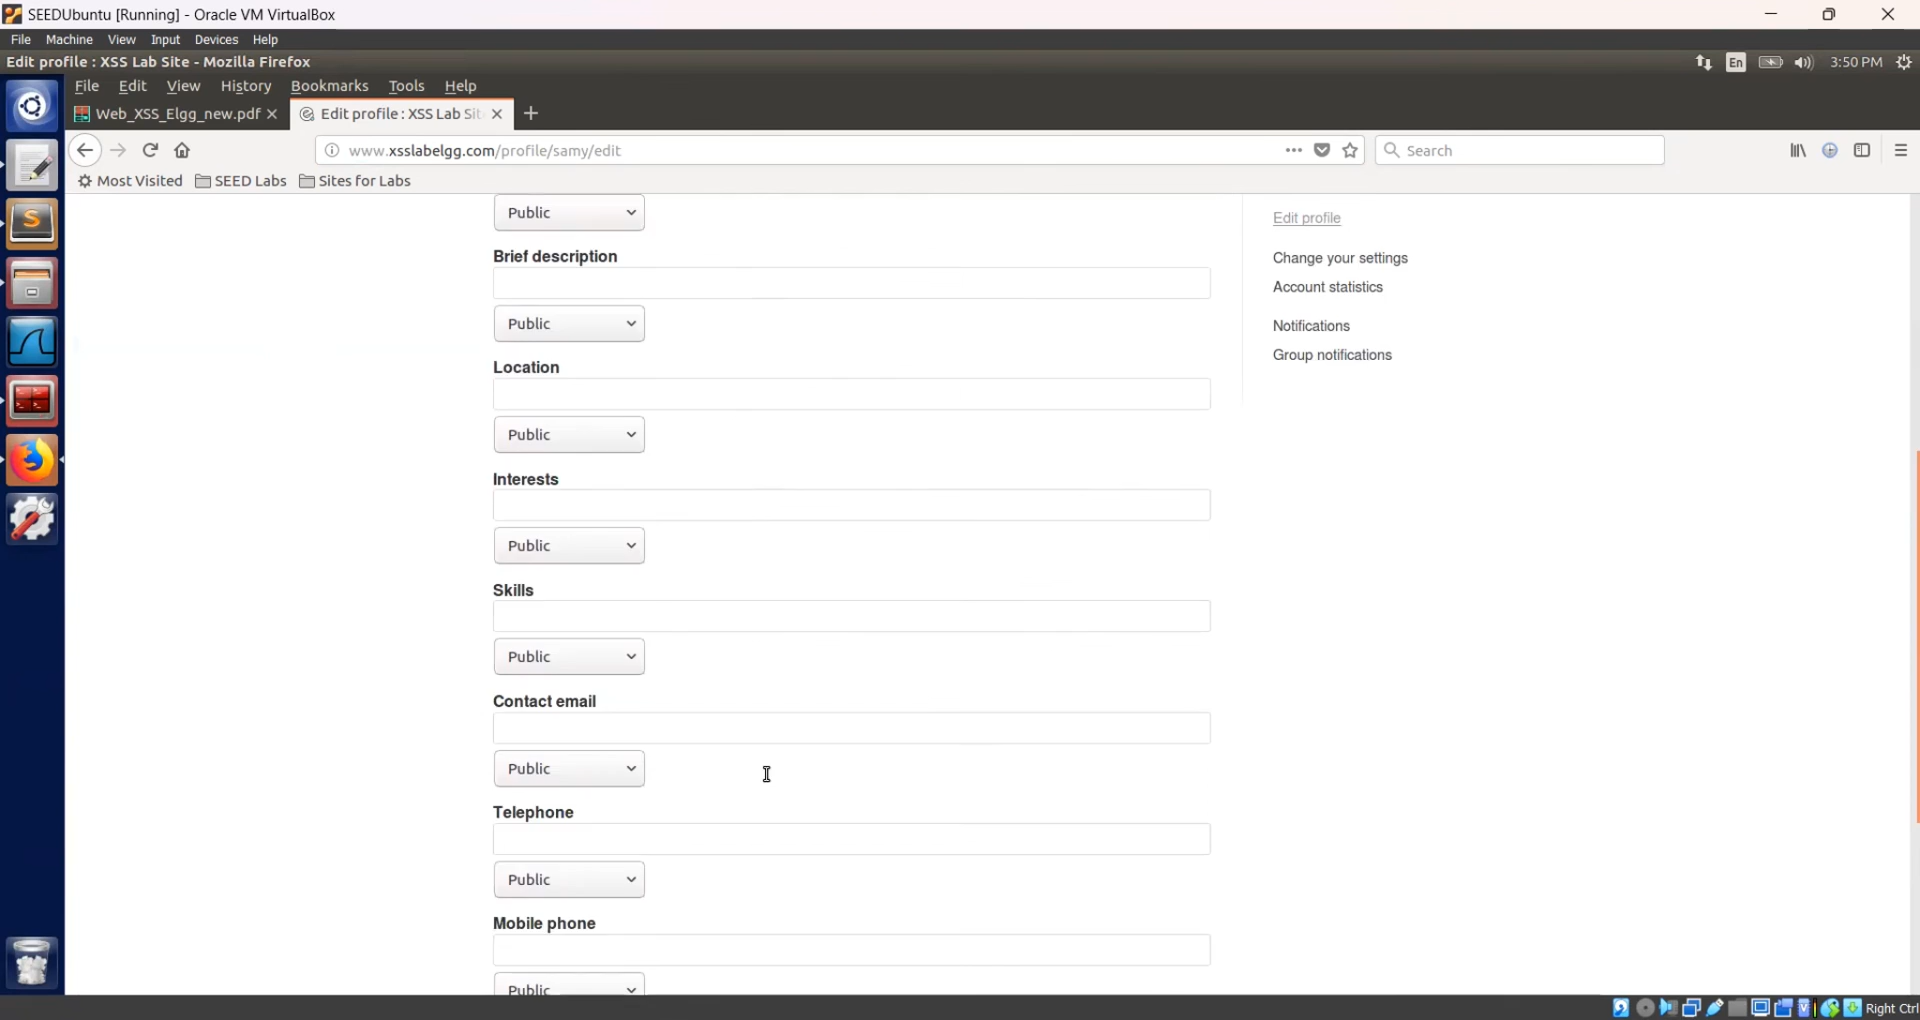 SEEDUbuntu [Running] - Oracle VM VirtualBox
File Machine View Input Devices Help
Edit profile : XSS Lab Site - Mozilla Firefox
En
3:50 PM
File Edit View History Bookmarks Tools Help
Web_XSS_Elgg_new.pdf
Edit profile : XSS Lab Sit
www.xsslabelgg.com/profile/samy/edit
Search
Most Visited SEED Labs Sites for Labs
Public
Brief description
Public
Location
Public
Interests
Public
Skills
Public
Contact email
Public
Telephone
Public
Mobile phone
Public
Edit profile
Change your settings
Account statistics
Notifications
Group notifications
Right Ctrl